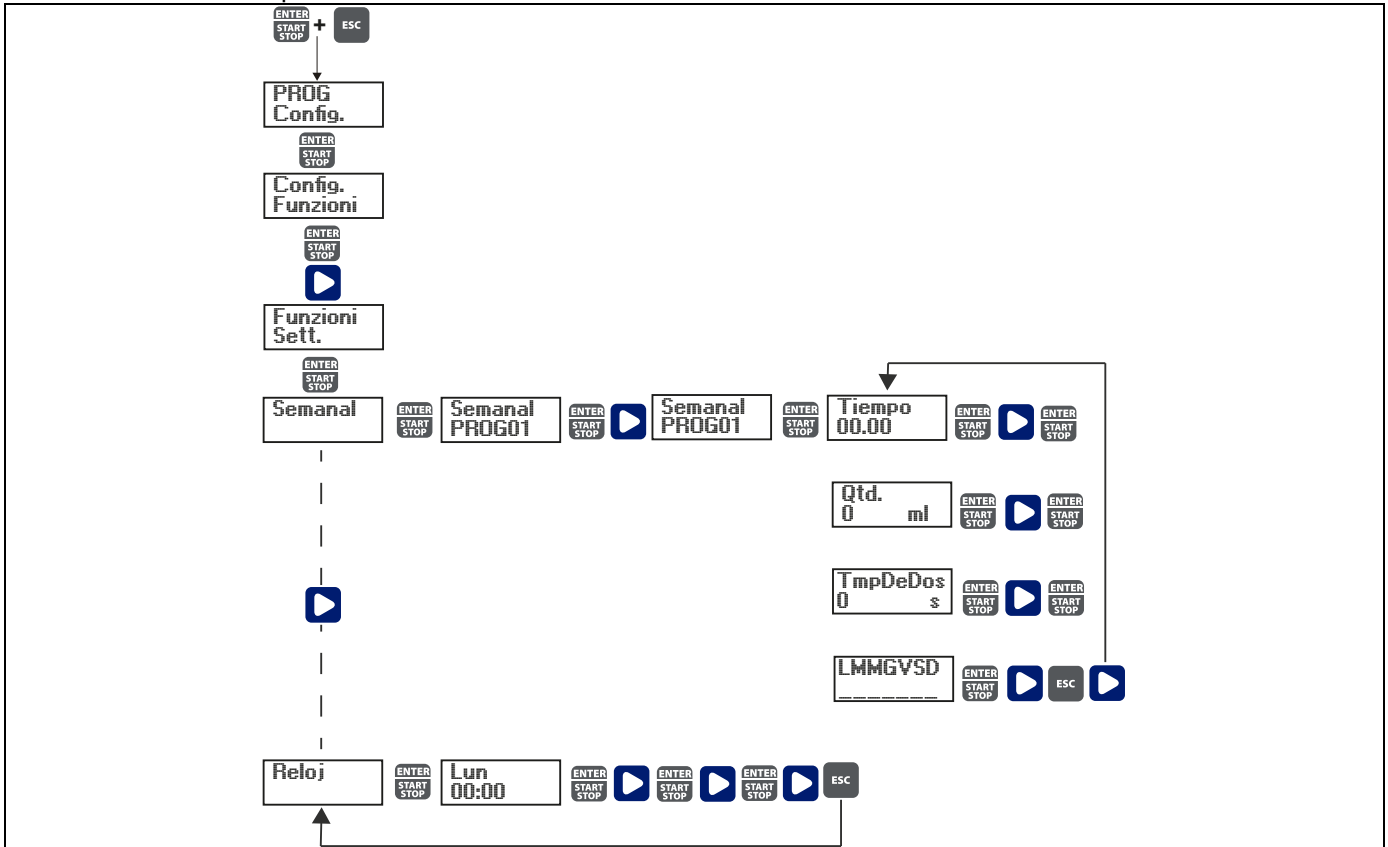 ENTER
START
STOP
+
ESC
PROG
Config.
ENTER
START
STOP
Config.
Funzioni
ENTER
START
STOP
Funzioni
Sett.
ENTER
START
STOP
Semanal
ENTER
START
STOP
Semanal
PROG01
ENTER
START
STOP
Semanal
PROG01
ENTER
START
STOP
Tiempo
00.00
ENTER
START
STOP
ENTER
START
STOP
Qtd.
0 ml
ENTER
START
STOP
ENTER
START
STOP
TmpDeDos
0 s
ENTER
START
STOP
ENTER
START
STOP
LMMGVSD
_______
ENTER
START
STOP
ESC
Reloj
ENTER
START
STOP
Lun
00:00
ENTER
START
STOP
ENTER
START
STOP
ENTER
START
STOP
ESC